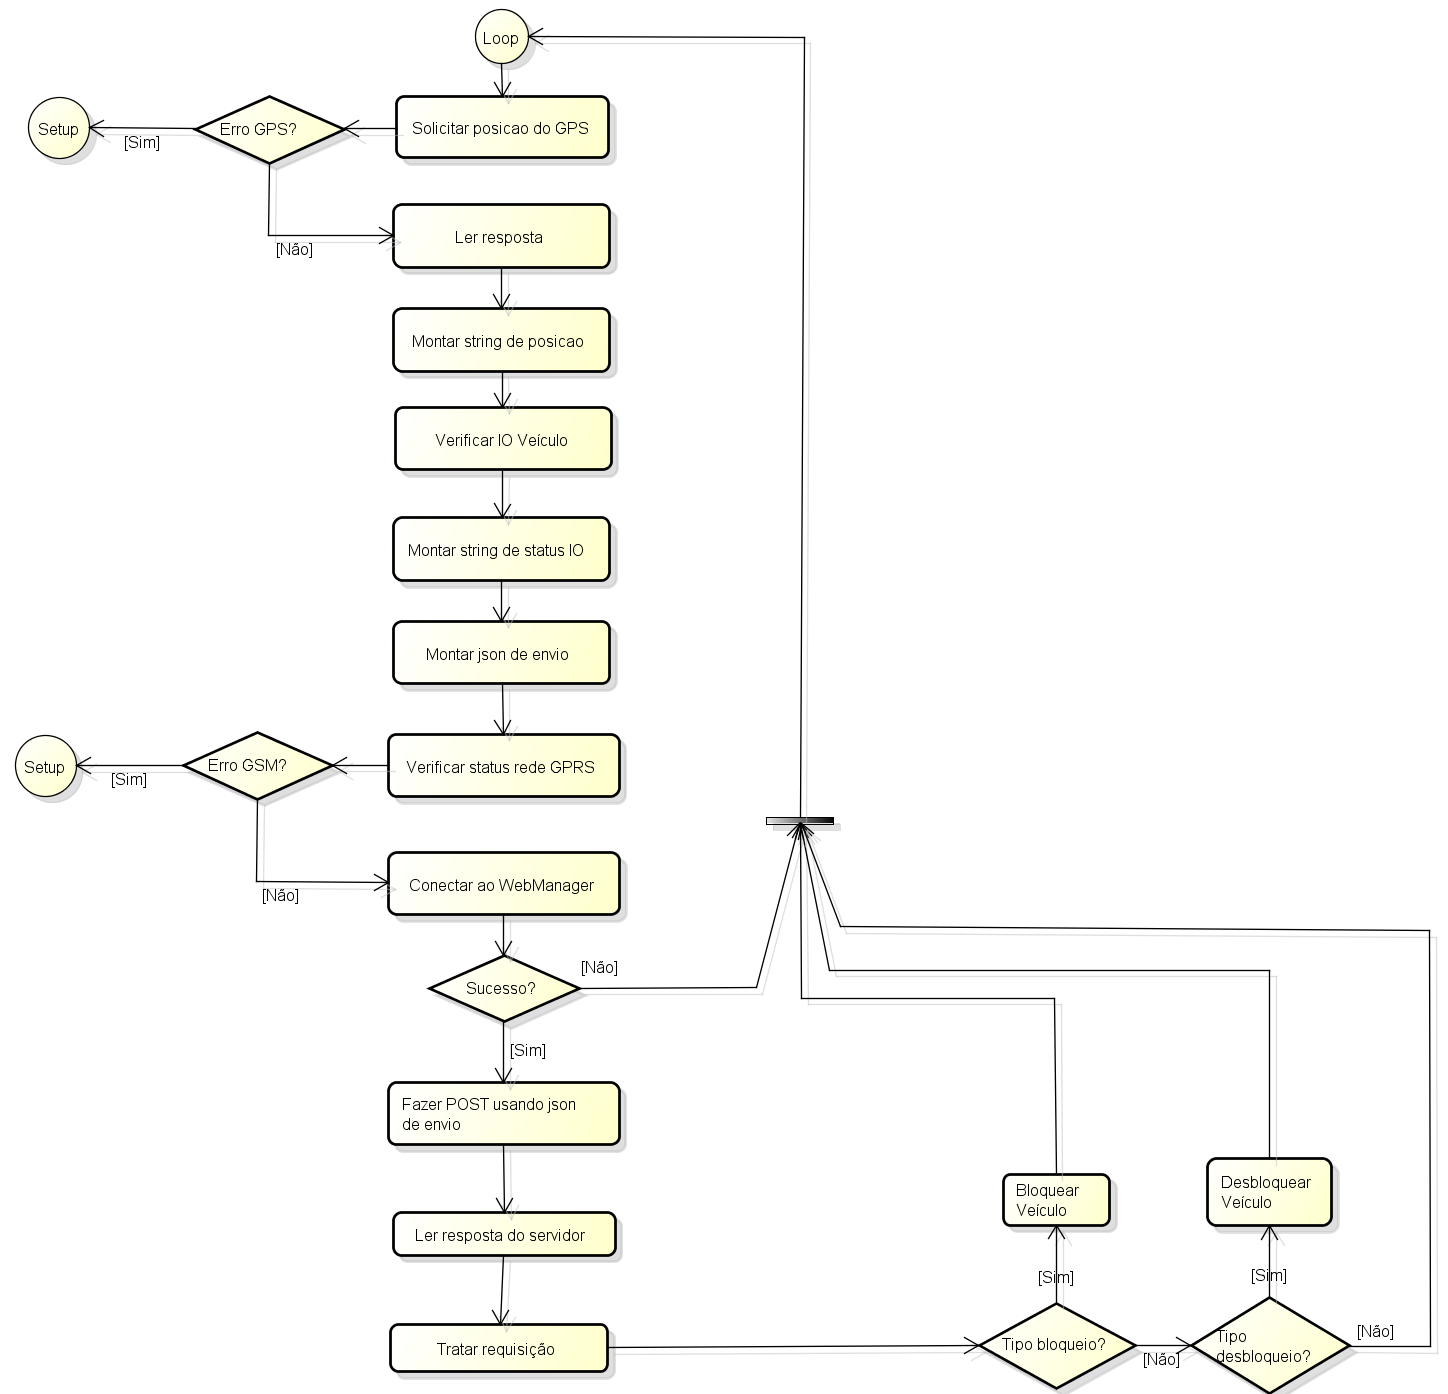 Loop
Solicitar posicao do GPS
Erro GPS?
Setup
[Sim]
[Não]
Ler resposta
Montar string de posicao
Verificar IO Veículo
Montar string de status IO
Montar json de envio
Verificar status rede GPRS
Erro GSM?
Setup
[Sim]
[Não]
Conectar ao WebManager
Sucesso?
[Não]
[Sim]
Fazer POST usando json
de envio
Ler resposta do servidor
Tratar requisição
Tipo bloqueio?
[Sim]
Bloquear
Veículo
[Não]
Tipo
desbloqueio?
[Sim]
Desbloquear
Veículo
[Não]